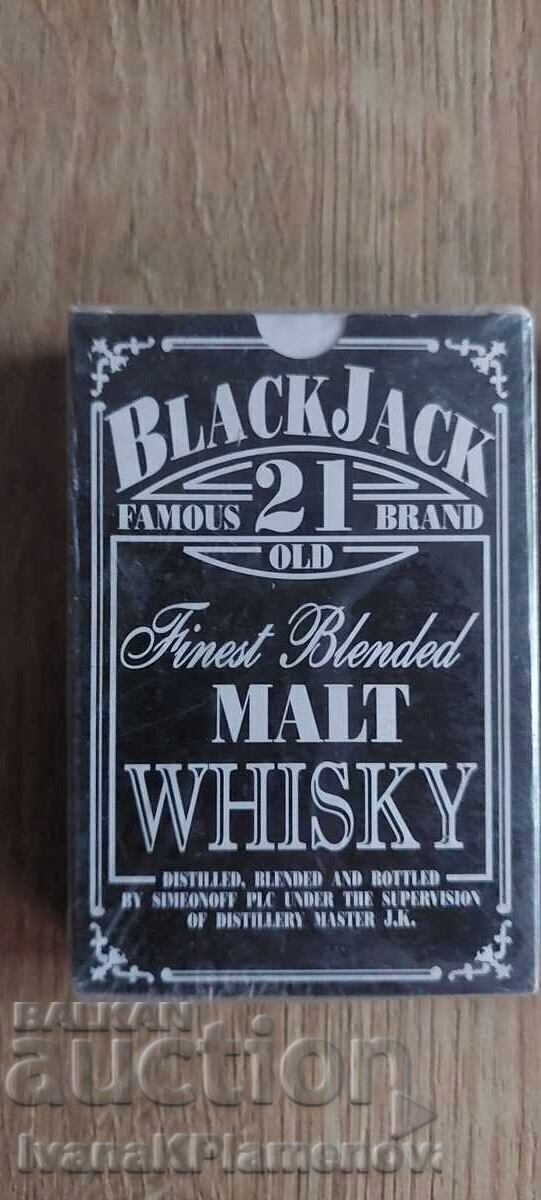 BLACKJACK
FAMOUS 21 BRAND
OLD
Finest Blended
MALT
WHISKY
DISTILLED, BLENDED AND BOTTLED
BY SIMEONOFF PLC UNDER THE SUPERVISION
OF DISTILLERY MASTER J.K.
BALKAN
auction
IvanaKPlamenova